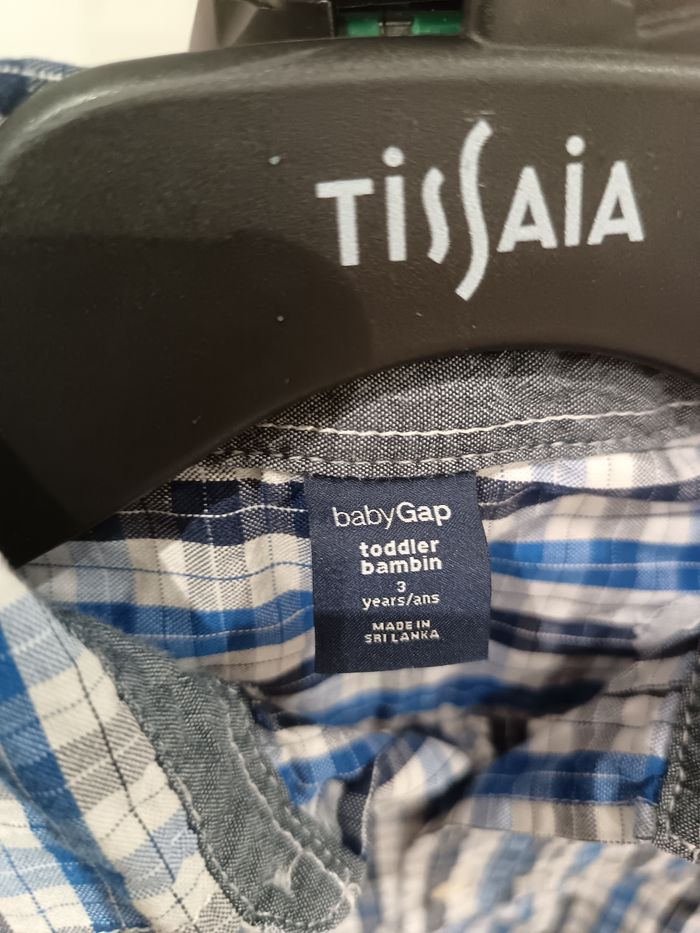 TiSSAiA
babyGap
toddler
bambin
3
years/ans
MADE IN
SRI LANKA